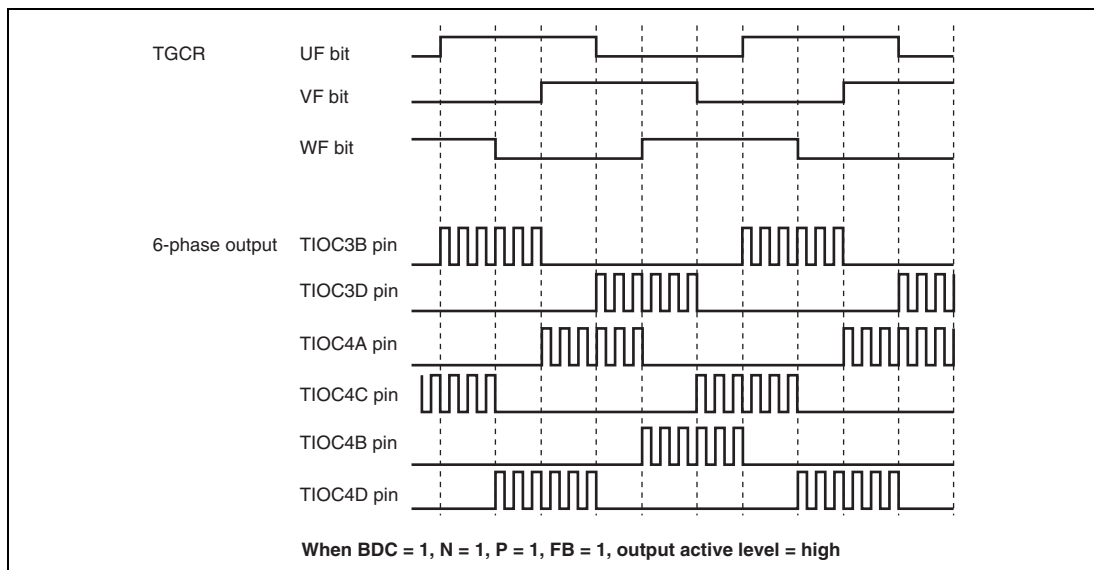 TGCR UF bit
VF bit
WF bit
6-phase output TIOC3B pin
TIOC3D pin
TIOC4A pin
TIOC4C pin
TIOC4B pin
TIOC4D pin
When BDC = 1, N = 1, P = 1, FB = 1, output active level = high